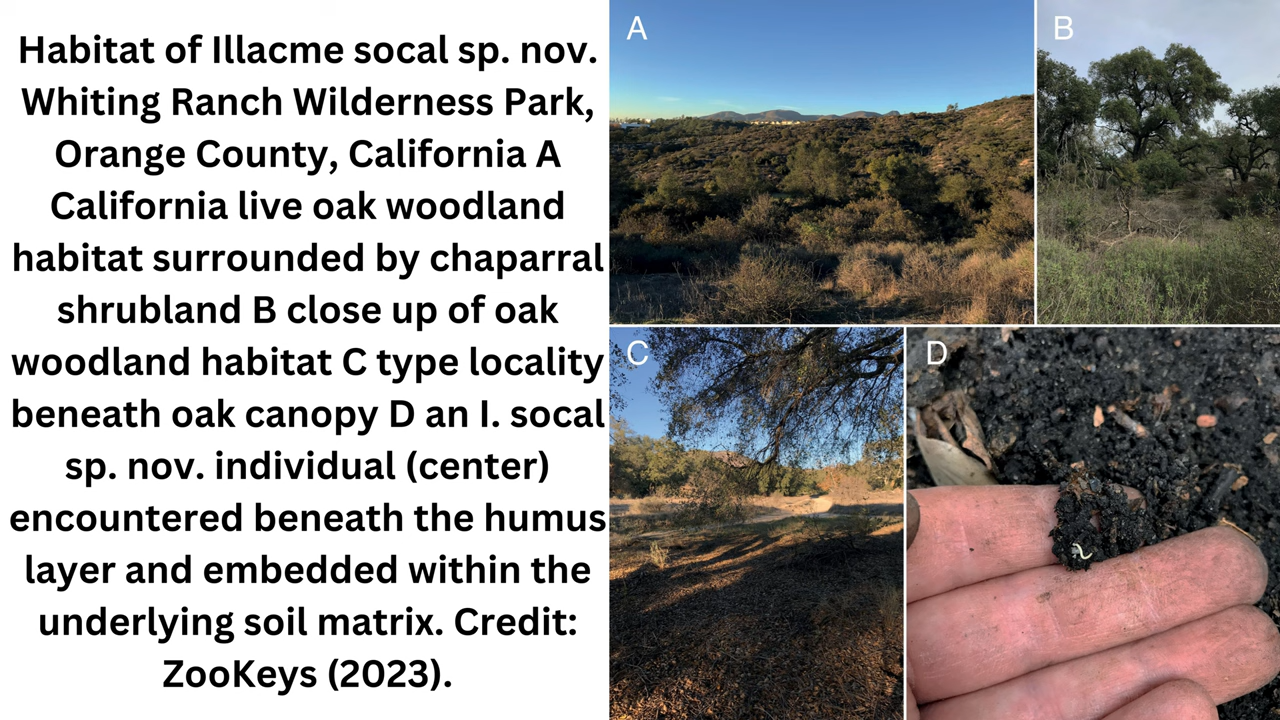 Habitat of Illacme socal sp. nov.
Whiting Ranch Wilderness Park,
Orange County, California A
California live oak woodland
habitat surrounded by chaparral
shrubland B close up of oak
woodland habitat C type locality
beneath oak canopy D an I. socal
sp. nov. individual (center)
encountered beneath the humus
layer and embedded within the
underlying soil matrix. Credit:
ZooKeys (2023).
A
B
C
D